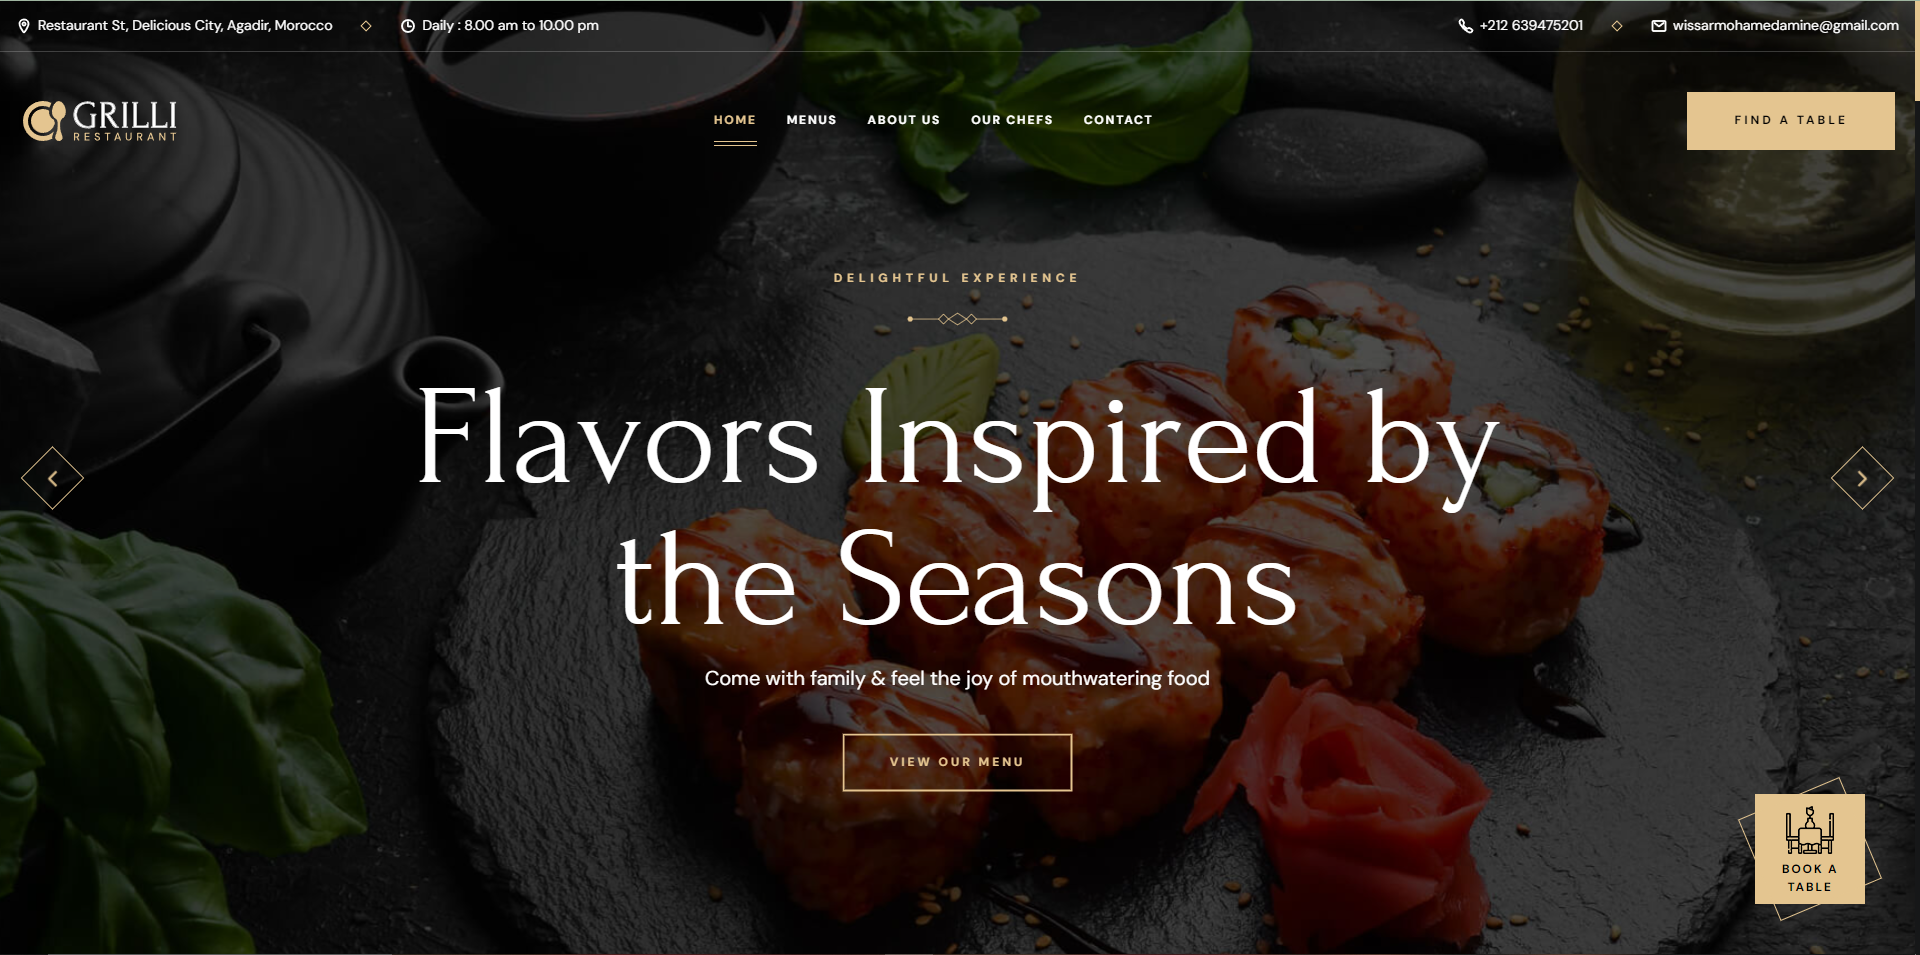 Restaurant St, Delicious City, Agadir, Morocco
Daily : 8.00 am to 10.00 pm
+212 639475201
wissarmohamedamine@gmail.com
GRILLI
RESTAURANT
HOME
MENUS
ABOUT US
OUR CHEFS
CONTACT
FIND A TABLE
DELIGHTFUL EXPERIENCE
Flavors Inspired by
the Seasons
Come with family & feel the joy of mouthwatering food
VIEW OUR MENU
BOOK A
TABLE